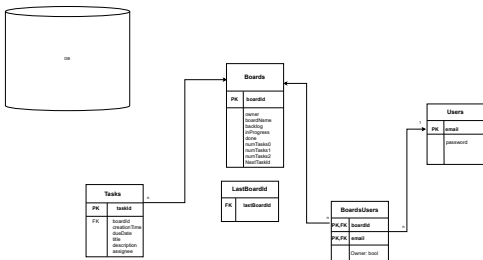 DB
Boards
PK boardId
owner
boardName
backlog
inProgress
done
numTasks0
numTasks1
numTasks2
NextTaskId
Users
PK email
password
1
Tasks
PK taskId
FK boardId
creationTime
dueDate
title
description
assignee
n
LastBoardId
FK lastBoardId
BoardsUsers
PK,FK boardId
PK,FK email
Owner: bool
n
n